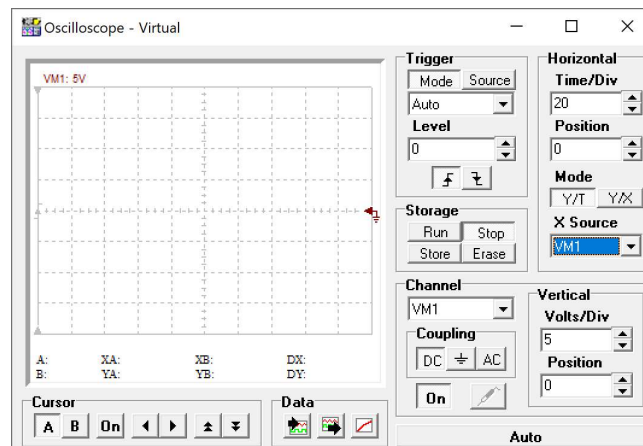 Oscilloscope - Virtual
VM1: 5V
A: XA: XB: DX:
B: YA: YB: DY:
Cursor
A B On
Data
Trigger
Mode Source
Auto
Level
0
Storage
Run Stop
Store Erase
Horizontal
Time/Div
20
Position
0
Mode
Y/T Y/X
X Source
VM1
Channel
VM1
Coupling
DC AC
On
Vertical
Volts/Div
5
Position
0
Auto